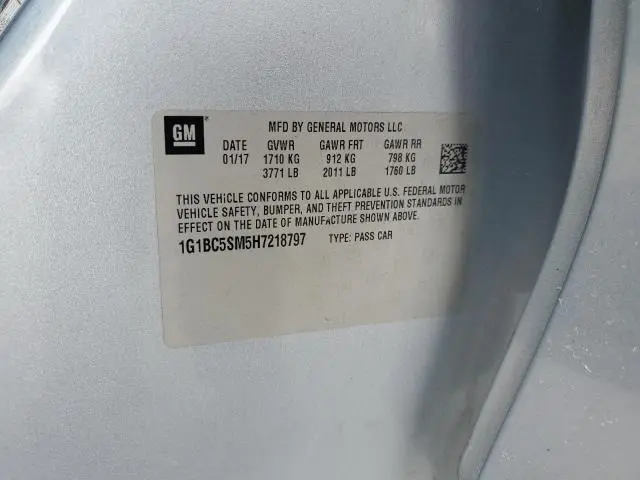 GM
MFD BY GENERAL MOTORS LLC
DATE GVWR GAWR FRT GAWR RR
01/17 1710 KG 912 KG 798 KG
3771 LB 2011 LB 1760 LB
THIS VEHICLE CONFORMS TO ALL APPLICABLE U.S. FEDERAL MOTOR
VEHICLE SAFETY, BUMPER, AND THEFT PREVENTION STANDARDS IN
EFFECT ON THE DATE OF MANUFACTURE SHOWN ABOVE.
1G1BC5SM5H7218797 TYPE: PASS CAR